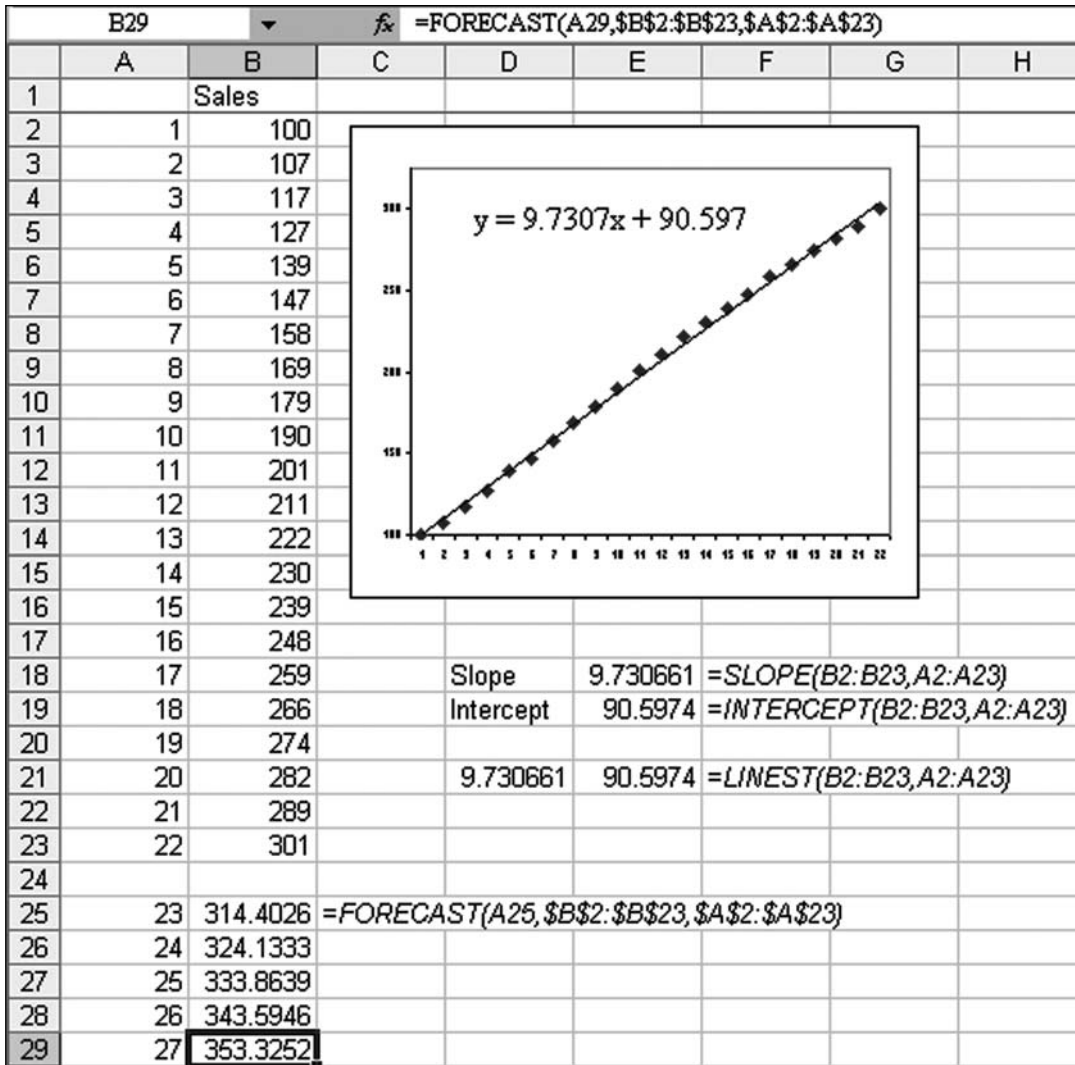 B29 fx =FORECAST(A29,$B$2:$B$23,$A$2:$A$23)
A B C D E F G H
1 Sales
2 1 100
3 2 107
4 3 117
5 4 127
6 5 139
7 6 147
8 7 158
9 8 169
10 9 179
11 10 190
12 11 201
13 12 211
14 13 222
15 14 230
16 15 239
17 16 248
18 17 259 Slope 9.730661 =SLOPE(B2:B23,A2:A23)
19 18 266 Intercept 90.5974 =INTERCEPT(B2:B23,A2:A23)
20 19 274
21 20 282 9.730661 90.5974 =LINEST(B2:B23,A2:A23)
22 21 289
23 22 301
24
25 23 314.4026 =FORECAST(A25,$B$2:$B$23,$A$2:$A$23)
26 24 324.1333
27 25 333.8639
28 26 343.5946
29 27 353.3252
y = 9.7307x + 90.597
300
250
200
150
100
1 2 3 4 5 6 7 8 9 10 11 12 13 14 15 16 17 18 19 20 21 22